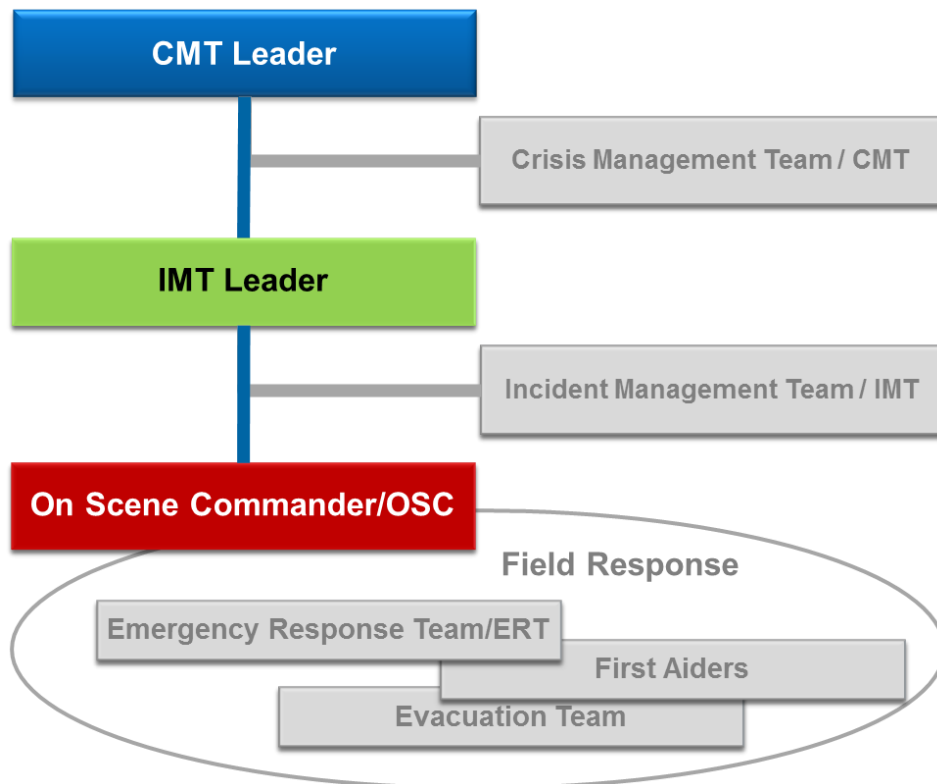 CMT Leader
Crisis Management Team / CMT
IMT Leader
Incident Management Team / IMT
On Scene Commander/OSC
Field Response
Emergency Response Team/ERT
First Aiders
Evacuation Team